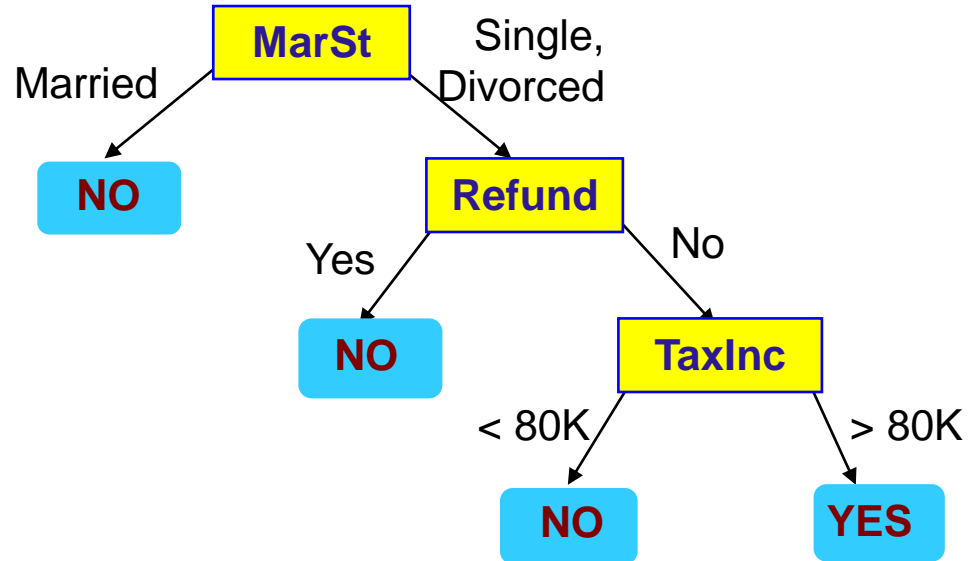 MarSt
Single,
Divorced
Married
NO
Refund
Yes
No
NO
TaxInc
< 80K
> 80K
NO
YES